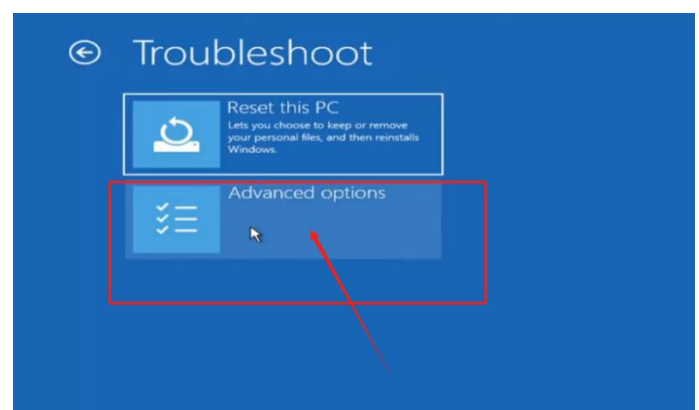 Troubleshoot
Reset this PC
Lets you choose to keep or remove
your personal files, and then reinstalls
Windows.
Advanced options